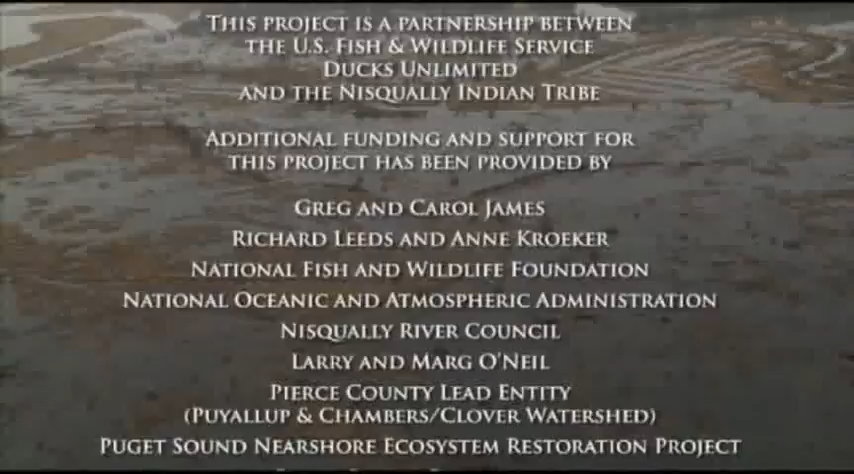 This project is a partnership between
the U.S. Fish & Wildlife Service
Ducks Unlimited
and the Nisqually Indian Tribe
Additional funding and support for
this project has been provided by
Greg and Carol James
Richard Leeds and Anne Kroeker
National Fish and Wildlife Foundation
National Oceanic and Atmospheric Administration
Nisqually River Council
Larry and Marg O'Neil
Pierce County Lead Entity
(Puyallup & Chambers/Clover Watershed)
Puget Sound Nearshore Ecosystem Restoration Project